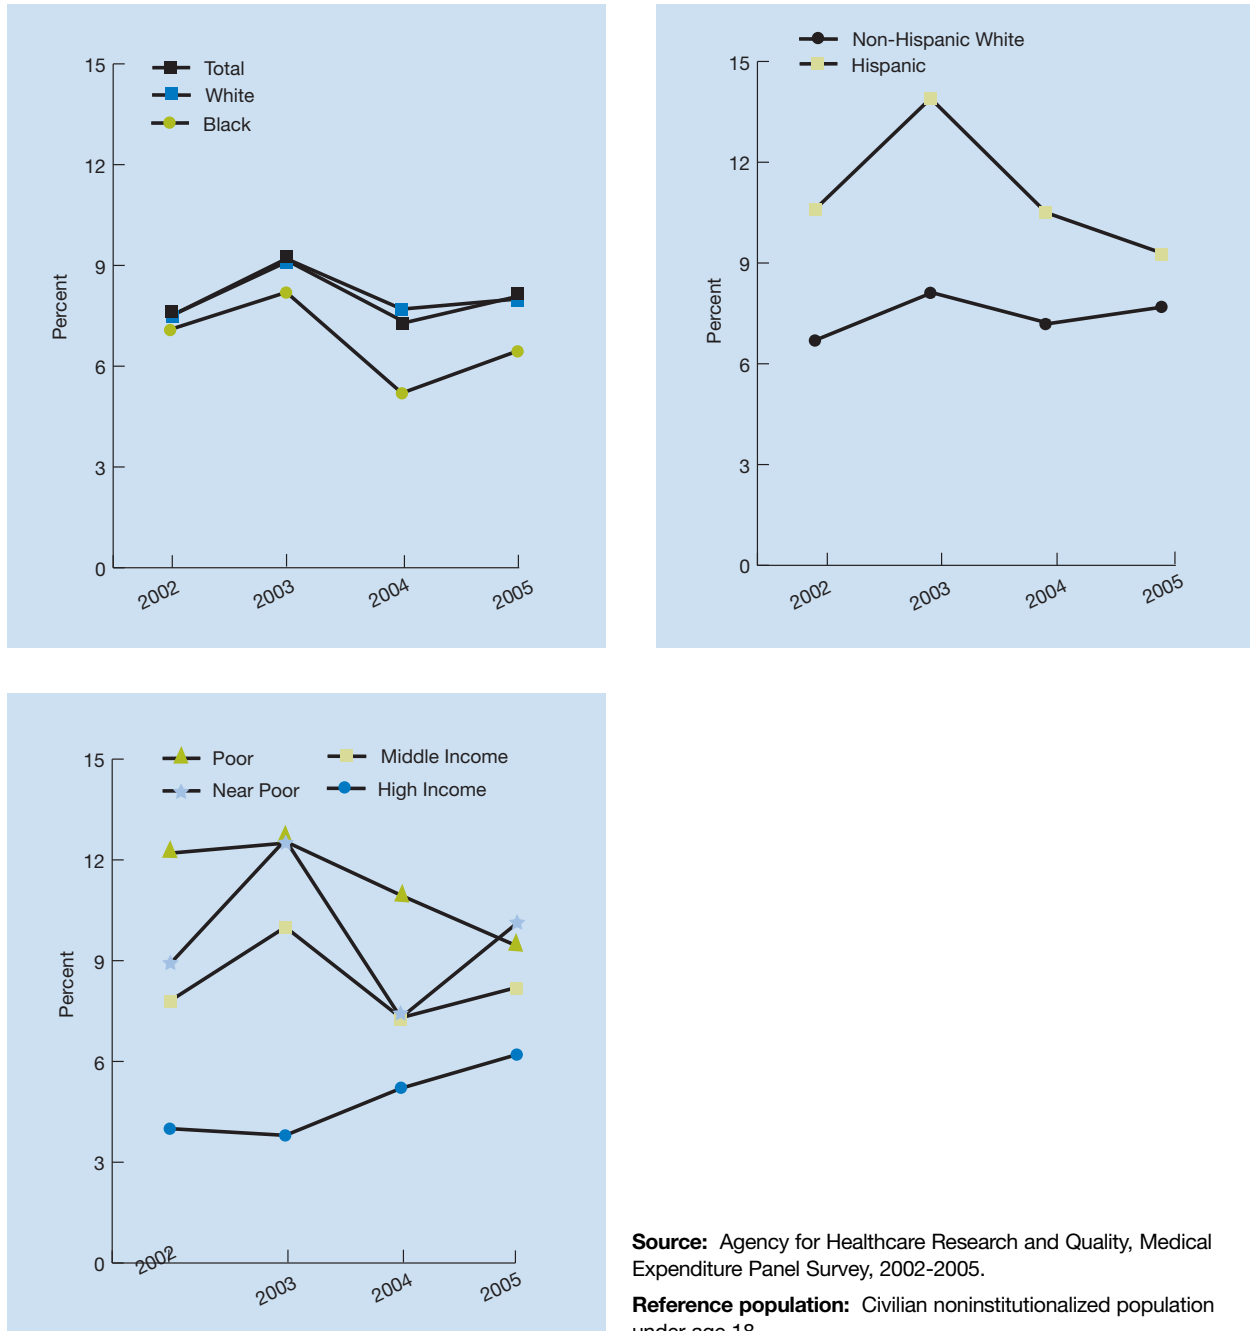 Total
White
Black
15
12
9
6
3
0
Percent
2002
2003
2004
2005
Non-Hispanic White
Hispanic
15
12
9
6
3
0
Percent
2002
2003
2004
2005
Poor
Middle Income
Near Poor
High Income
15
12
9
6
3
0
Percent
2002
2003
2004
2005
Source: Agency for Healthcare Research and Quality, Medical
Expenditure Panel Survey, 2002-2005.
Reference population: Civilian noninstitutionalized population
under age 18